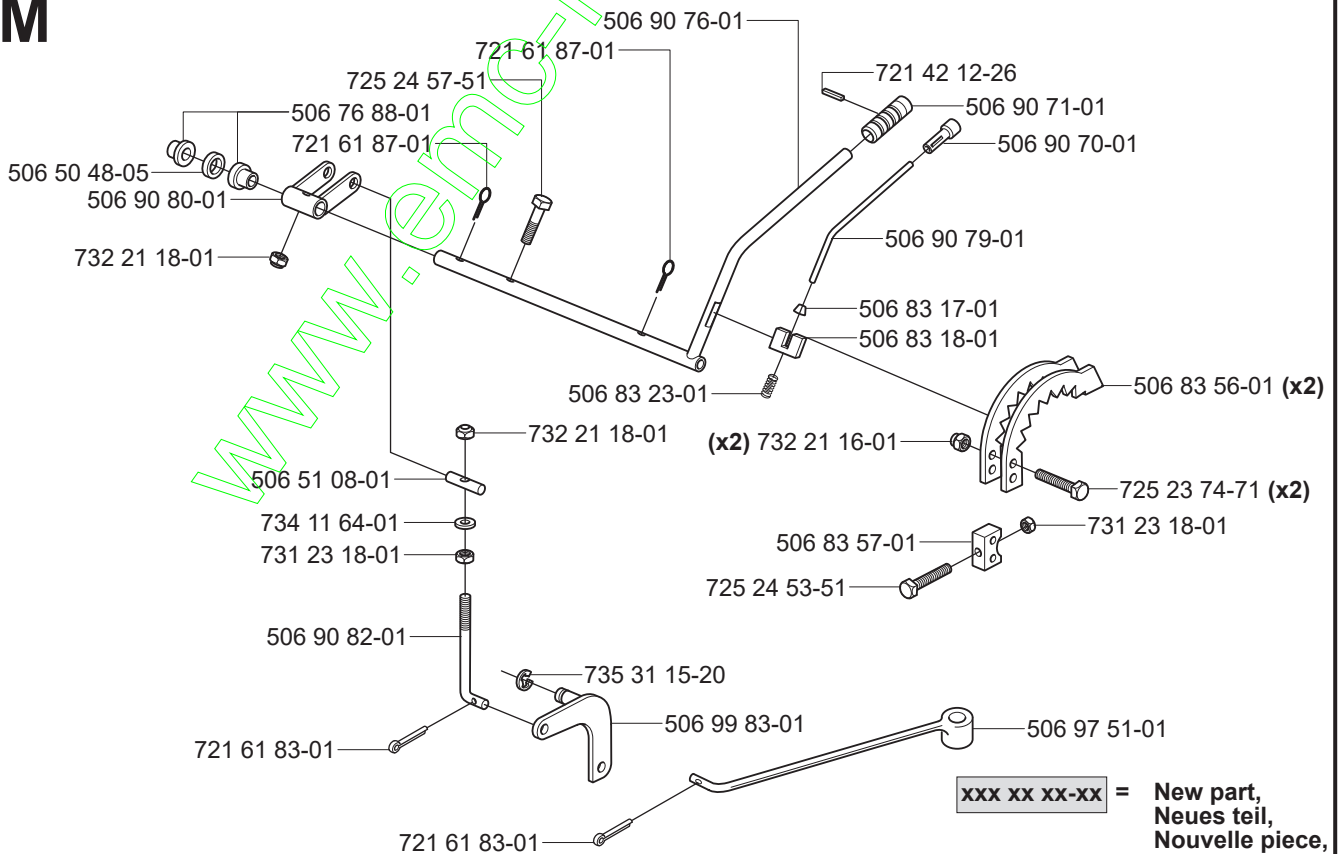 M
506 90 76-01
721 61 87-01
721 42 12-26
725 24 57-51
506 90 71-01
506 76 88-01
721 61 87-01
506 90 70-01
506 50 48-05
506 90 80-01
506 90 79-01
732 21 18-01
506 83 17-01
506 83 18-01
506 83 23-01
506 83 56-01 (x2)
732 21 18-01
(x2) 732 21 16-01
506 51 08-01
725 23 74-71 (x2)
734 11 64-01
731 23 18-01
506 83 57-01
731 23 18-01
725 24 53-51
506 90 82-01
735 31 15-20
506 99 83-01
506 97 51-01
721 61 83-01
xxx xx xx-xx = New part,
Neues teil,
Nouvelle piece,
721 61 83-01
www.emc-